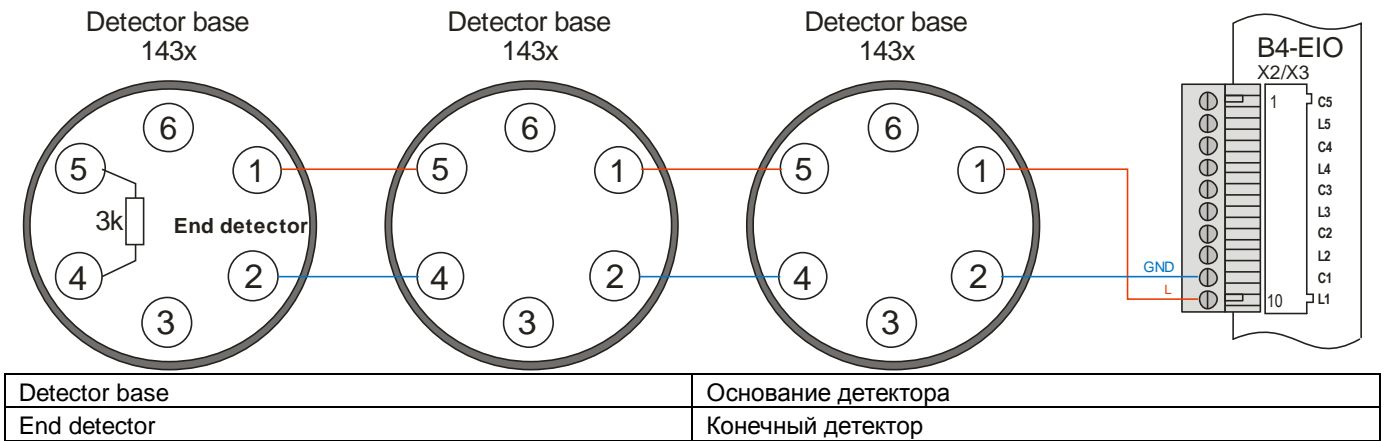 Detector base
143x
Detector base
143x
Detector base
143x
B4-EIO
X2/X3
6
5
1
3k
End detector
4
2
3
6
5
1
4
2
3
6
5
1
4
2
3
GND
L
1
10
C5
L5
C4
L4
C3
L3
C2
L2
C1
L1
Detector base Основание детектора
End detector Конечный детектор